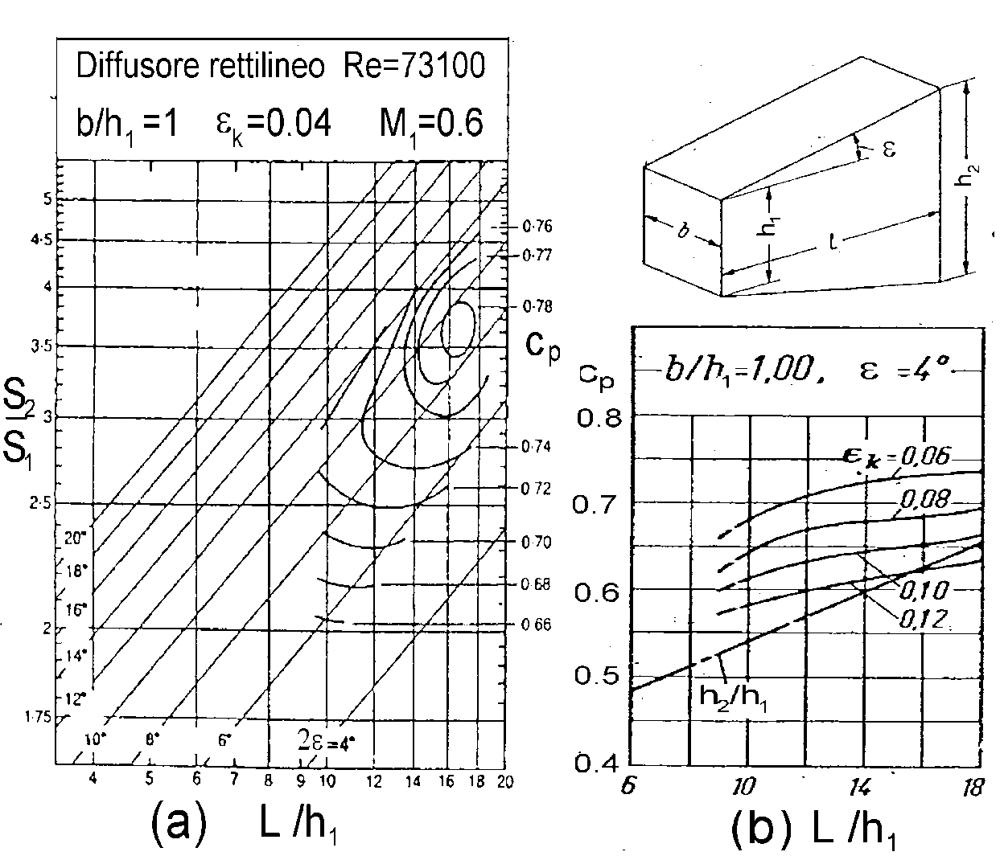 Diffusore rettilineo Re=73100
b/h1 =1 εk=0.04 M1=0.6
5
4·5
4
3·5
3
2·5
2
1·75
S2
S1
20°
18°
16°
14°
12°
10°
8°
6°
2ε=4°
0·76
0·77
0·78
Cp
0·74
0·72
0·70
0·68
0·66
4 5 6 7 8 9 10 12 14 16 18 20
(a) L /h1
ε
h2
h1
b
L
b/h1=1,00, ε =4°
Cp
0.8
0.7
0.6
0.5
0.4
εk=0,06
0,08
0,10
0,12
h2/h1
6 10 14 18
(b) L /h1